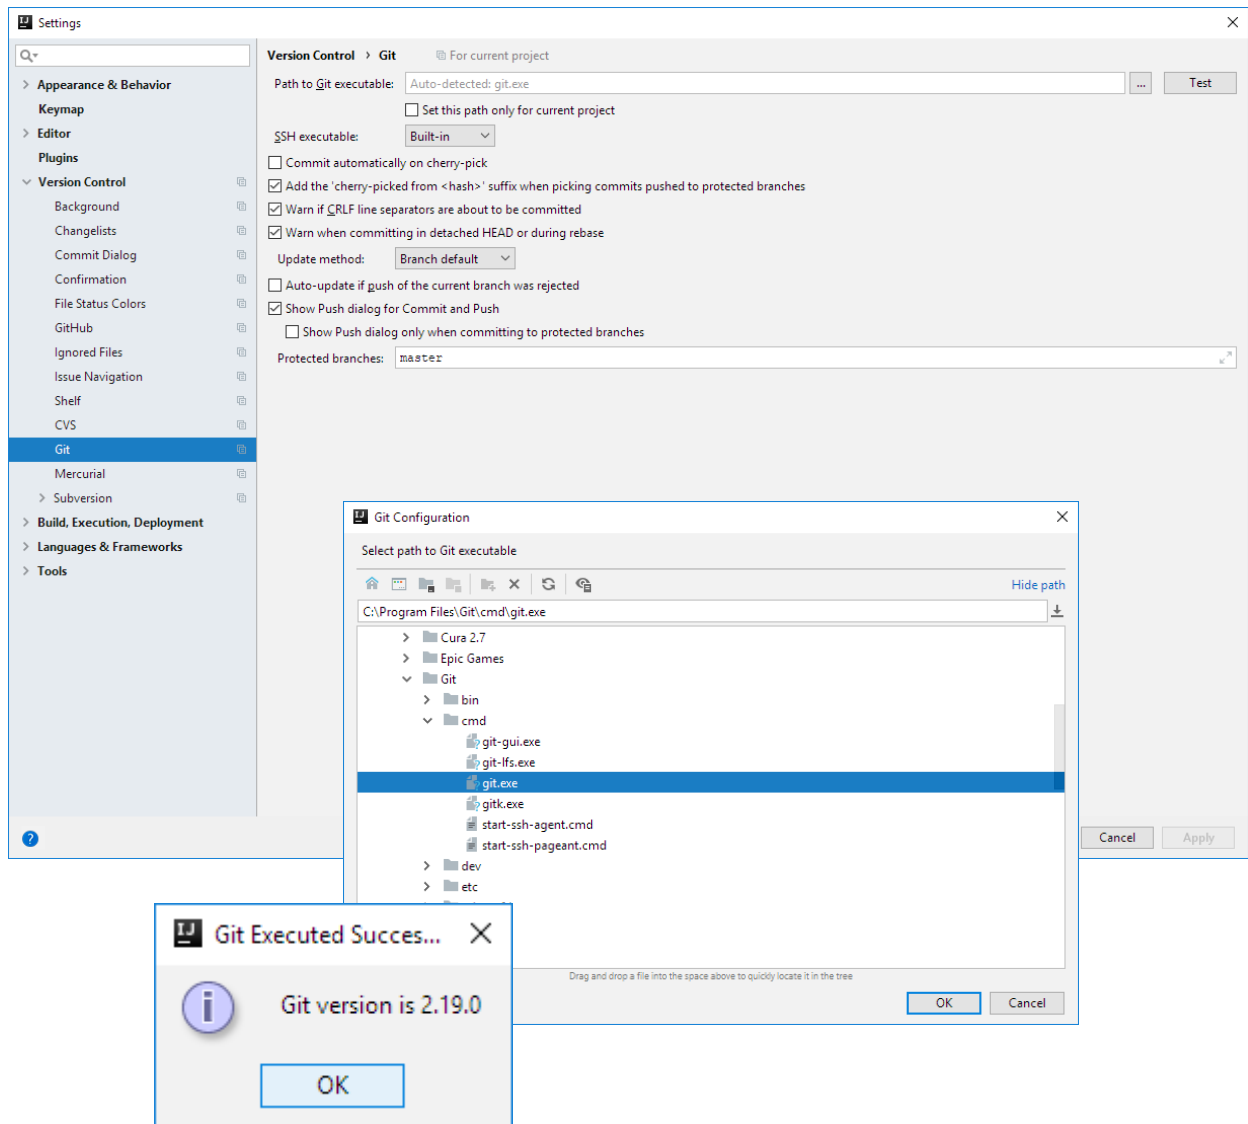 Settings
Version Control › Git For current project
Appearance & Behavior
Keymap
Editor
Plugins
Version Control
Background
Changelists
Commit Dialog
Confirmation
File Status Colors
GitHub
Ignored Files
Issue Navigation
Shelf
CVS
Git
Mercurial
Subversion
Build, Execution, Deployment
Languages & Frameworks
Tools
Path to Git executable: Auto-detected: git.exe ... Test
Set this path only for current project
SSH executable: Built-in
Commit automatically on cherry-pick
Add the 'cherry-picked from <hash>' suffix when picking commits pushed to protected branches
Warn if CRLF line separators are about to be committed
Warn when committing in detached HEAD or during rebase
Update method: Branch default
Auto-update if push of the current branch was rejected
Show Push dialog for Commit and Push
Show Push dialog only when committing to protected branches
Protected branches: master
? Cancel Apply
IJ Git Configuration
Select path to Git executable
Hide path
C:\Program Files\Git\cmd\git.exe
Cura 2.7
Epic Games
Git
bin
cmd
git-gui.exe
git-lfs.exe
git.exe
gitk.exe
start-ssh-agent.cmd
start-ssh-pageant.cmd
dev
etc
Drag and drop a file into the space above to quickly locate it in the tree
OK Cancel
IJ Git Executed Succes...
Git version is 2.19.0
OK